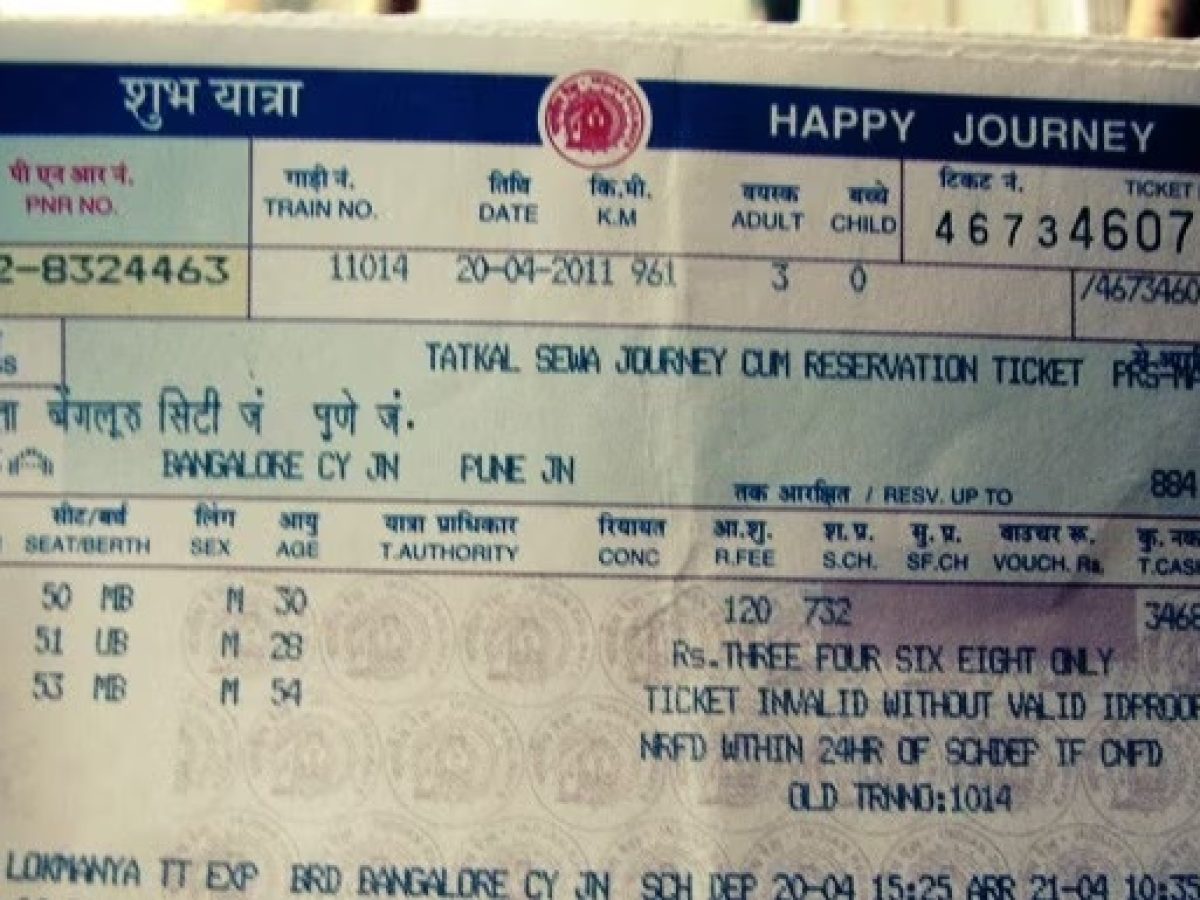 शुभ यात्रा HAPPY JOURNEY
पी एन आर नं. गाड़ी नं. तिथि कि.मी. वयस्क बच्चे टिकट नं.
PNR NO. TRAIN NO. DATE K.M ADULT CHILD TICKET
46734607
2-8324463 11014 20-04-2011 961 3 0 /4673460
TATKAL SEWA JOURNEY CUM RESERVATION TICKET
बेंगलूरु सिटी जं पुणे जं.
BANGALORE CY JN PUNE JN
तक आरक्षित / RESV. UP TO 884
सीट/बर्थ लिंग आयु यात्रा प्राधिकार रियायत आ.शु. श.प्र. सु.प्र. वाउचर रू. कु. नक
SEAT/BERTH SEX AGE T.AUTHORITY CONC R.FEE S.CH. SF.CH VOUCH. Rs. T.CAS
50 MB M 30 120 732 3468
51 UB M 28 Rs.THREE FOUR SIX EIGHT ONLY
53 MB M 54 TICKET INVALID WITHOUT VALID IDPROOF
NRFD WTHIN 24HR OF SCHDEP IF CNFD
OLD TRNNO:1014
LOKMANYA TT EXP BRD BANGALORE CY JN SCH DEP 20-04 15:25 ARR 21-04 10:35